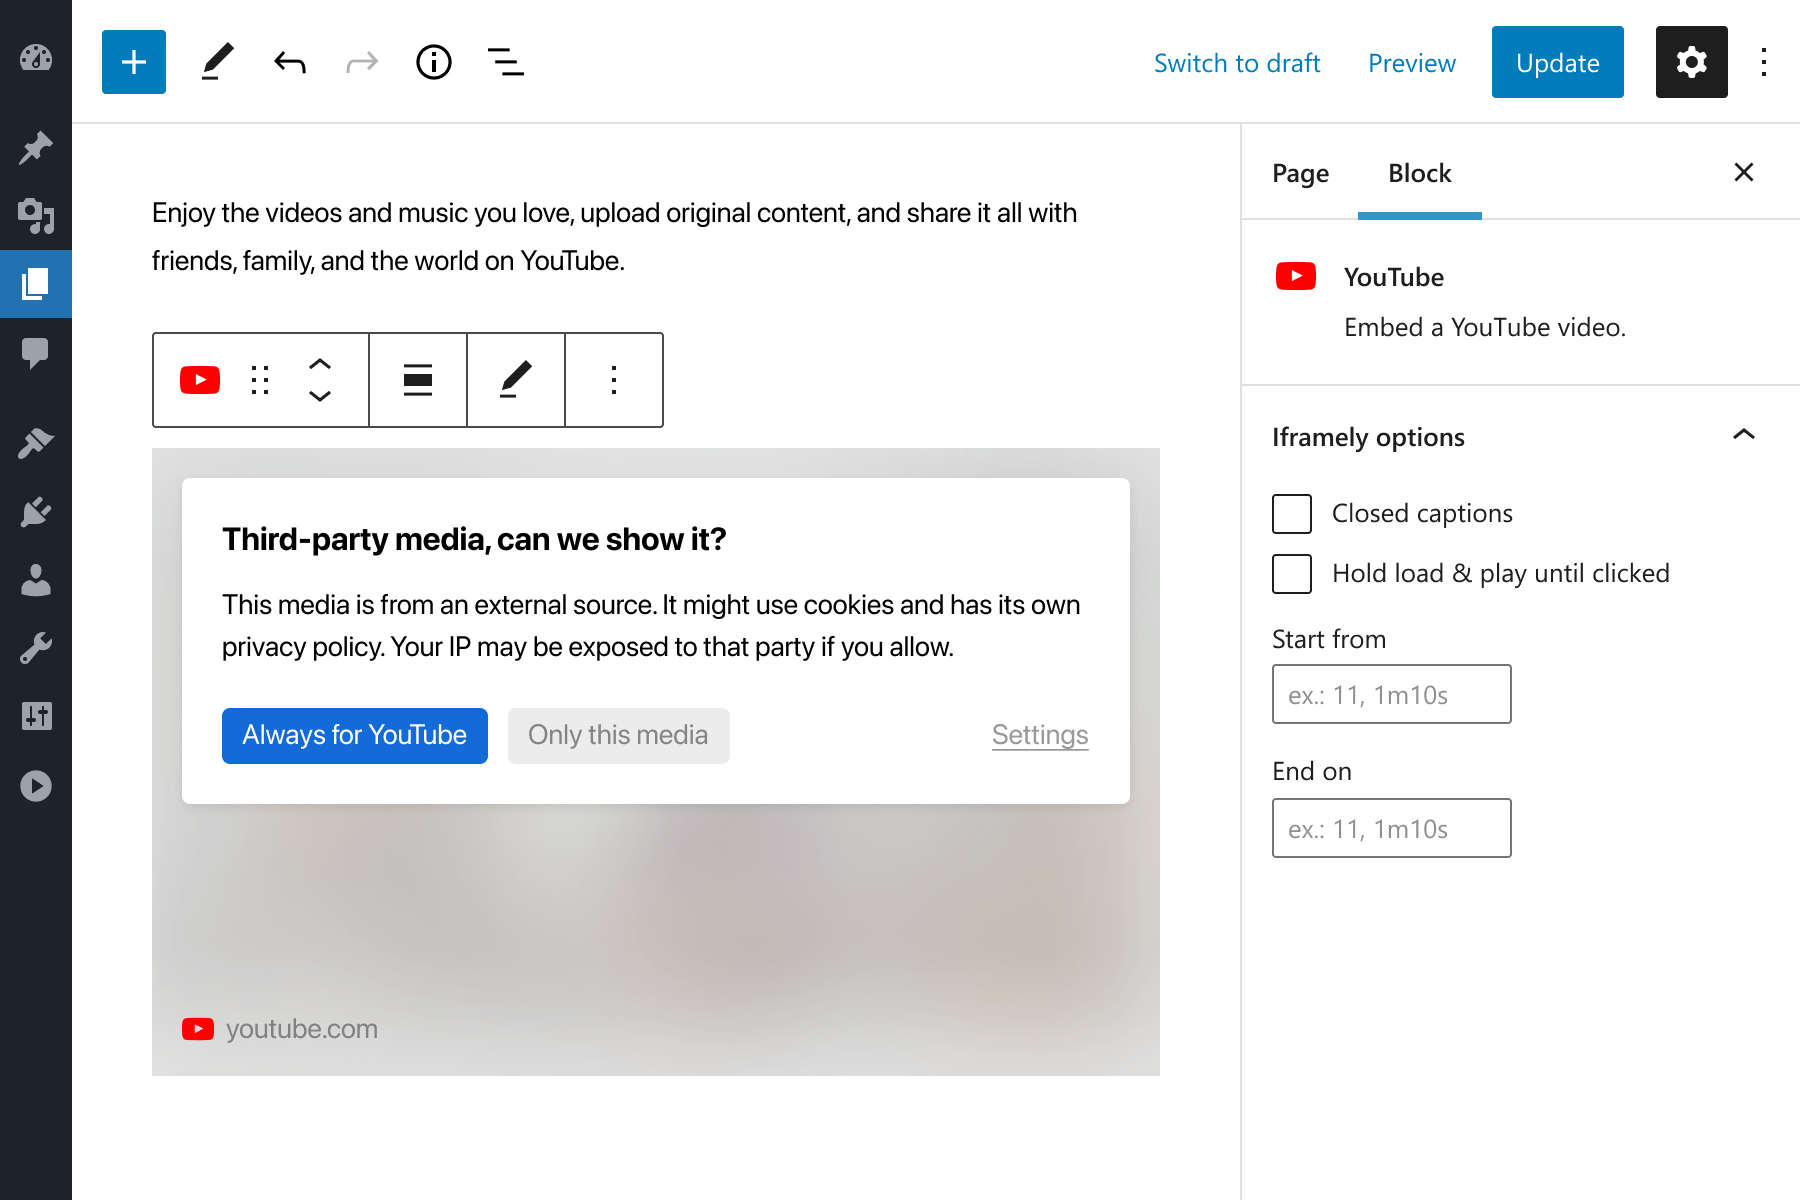 Switch to draft
Preview
Update
Enjoy the videos and music you love, upload original content, and share it all with
friends, family, and the world on YouTube.
Third-party media, can we show it?
This media is from an external source. It might use cookies and has its own
privacy policy. Your IP may be exposed to that party if you allow.
Always for YouTube
Only this media
Settings
youtube.com
Page
Block
YouTube
Embed a YouTube video.
Iframely options
Closed captions
Hold load & play until clicked
Start from
ex.: 11, 1m10s
End on
ex.: 11, 1m10s